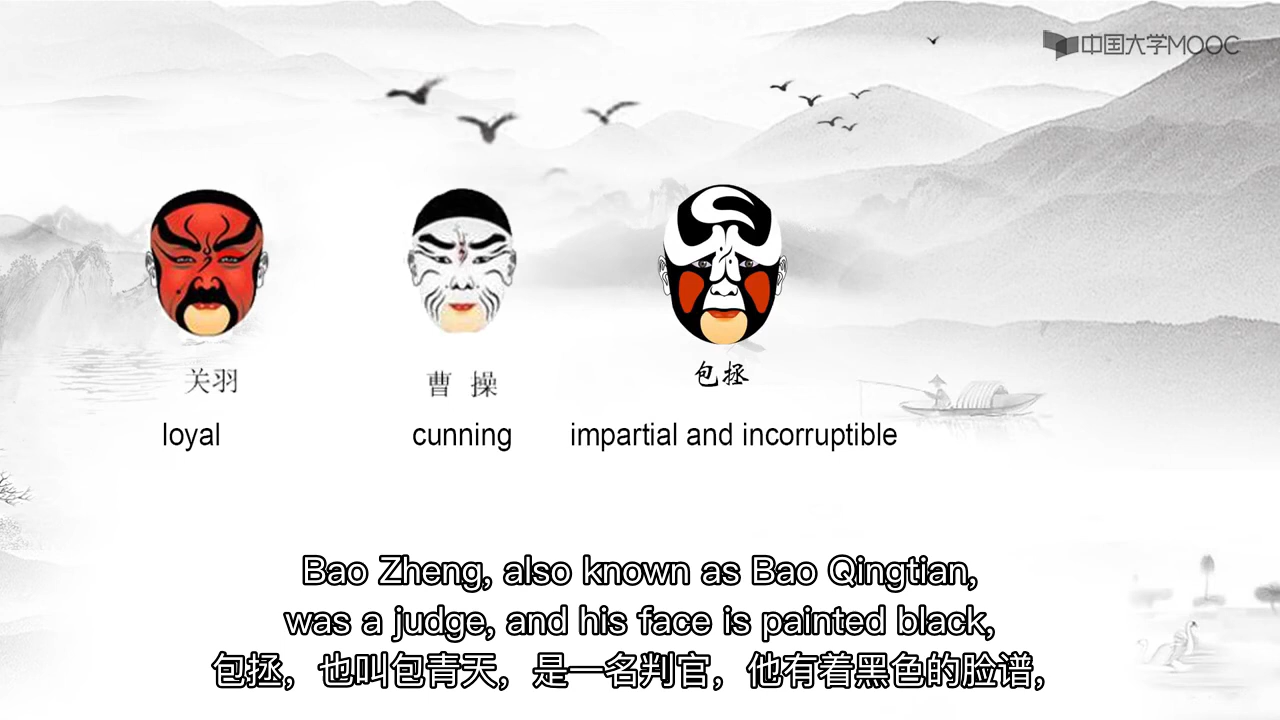 中国大学MOOC
关羽
曹操
包拯
loyal
cunning
impartial and incorruptible
Bao Zheng, also known as Bao Qingtian,
was a judge, and his face is painted black,
包拯，也叫包青天，是一名判官，他有着黑色的脸谱，